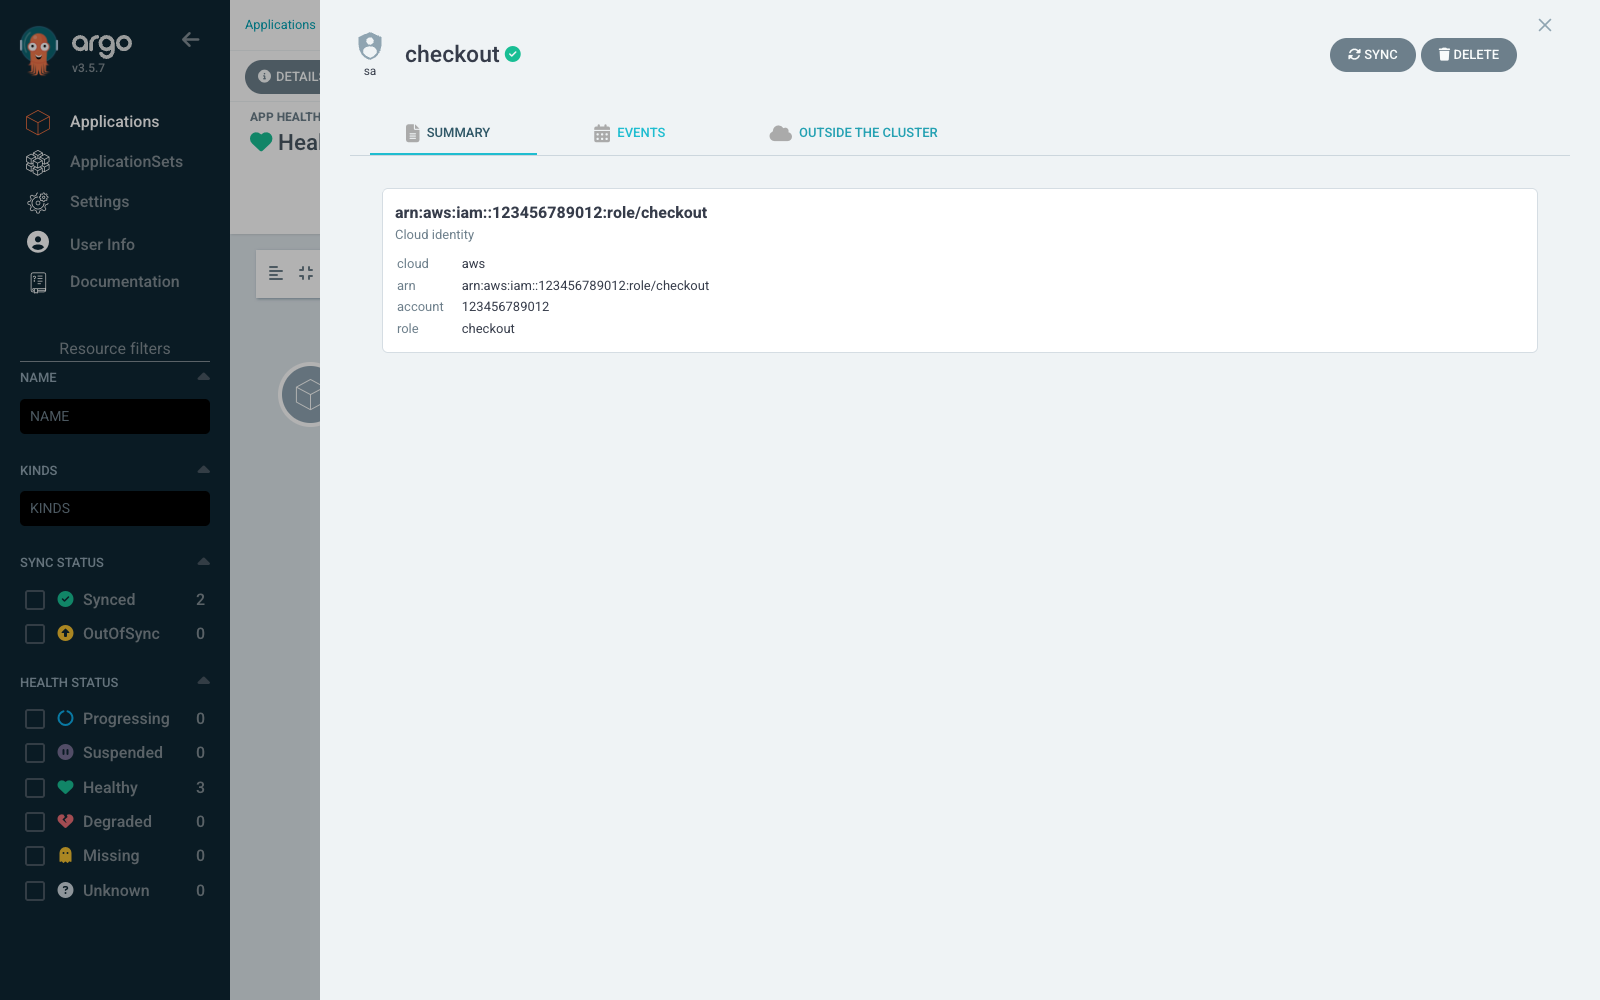 argo
v3.5.7
Applications
ApplicationSets
Settings
User Info
Documentation
Resource filters
NAME
NAME
KINDS
KINDS
SYNC STATUS
Synced 2
OutOfSync 0
HEALTH STATUS
Progressing 0
Suspended 0
Healthy 3
Degraded 0
Missing 0
Unknown 0
Applications
DETAILS
APP HEALTH
Heal
sa
checkout
SYNC
DELETE
SUMMARY
EVENTS
OUTSIDE THE CLUSTER
arn:aws:iam::123456789012:role/checkout
Cloud identity
cloud aws
arn arn:aws:iam::123456789012:role/checkout
account 123456789012
role checkout